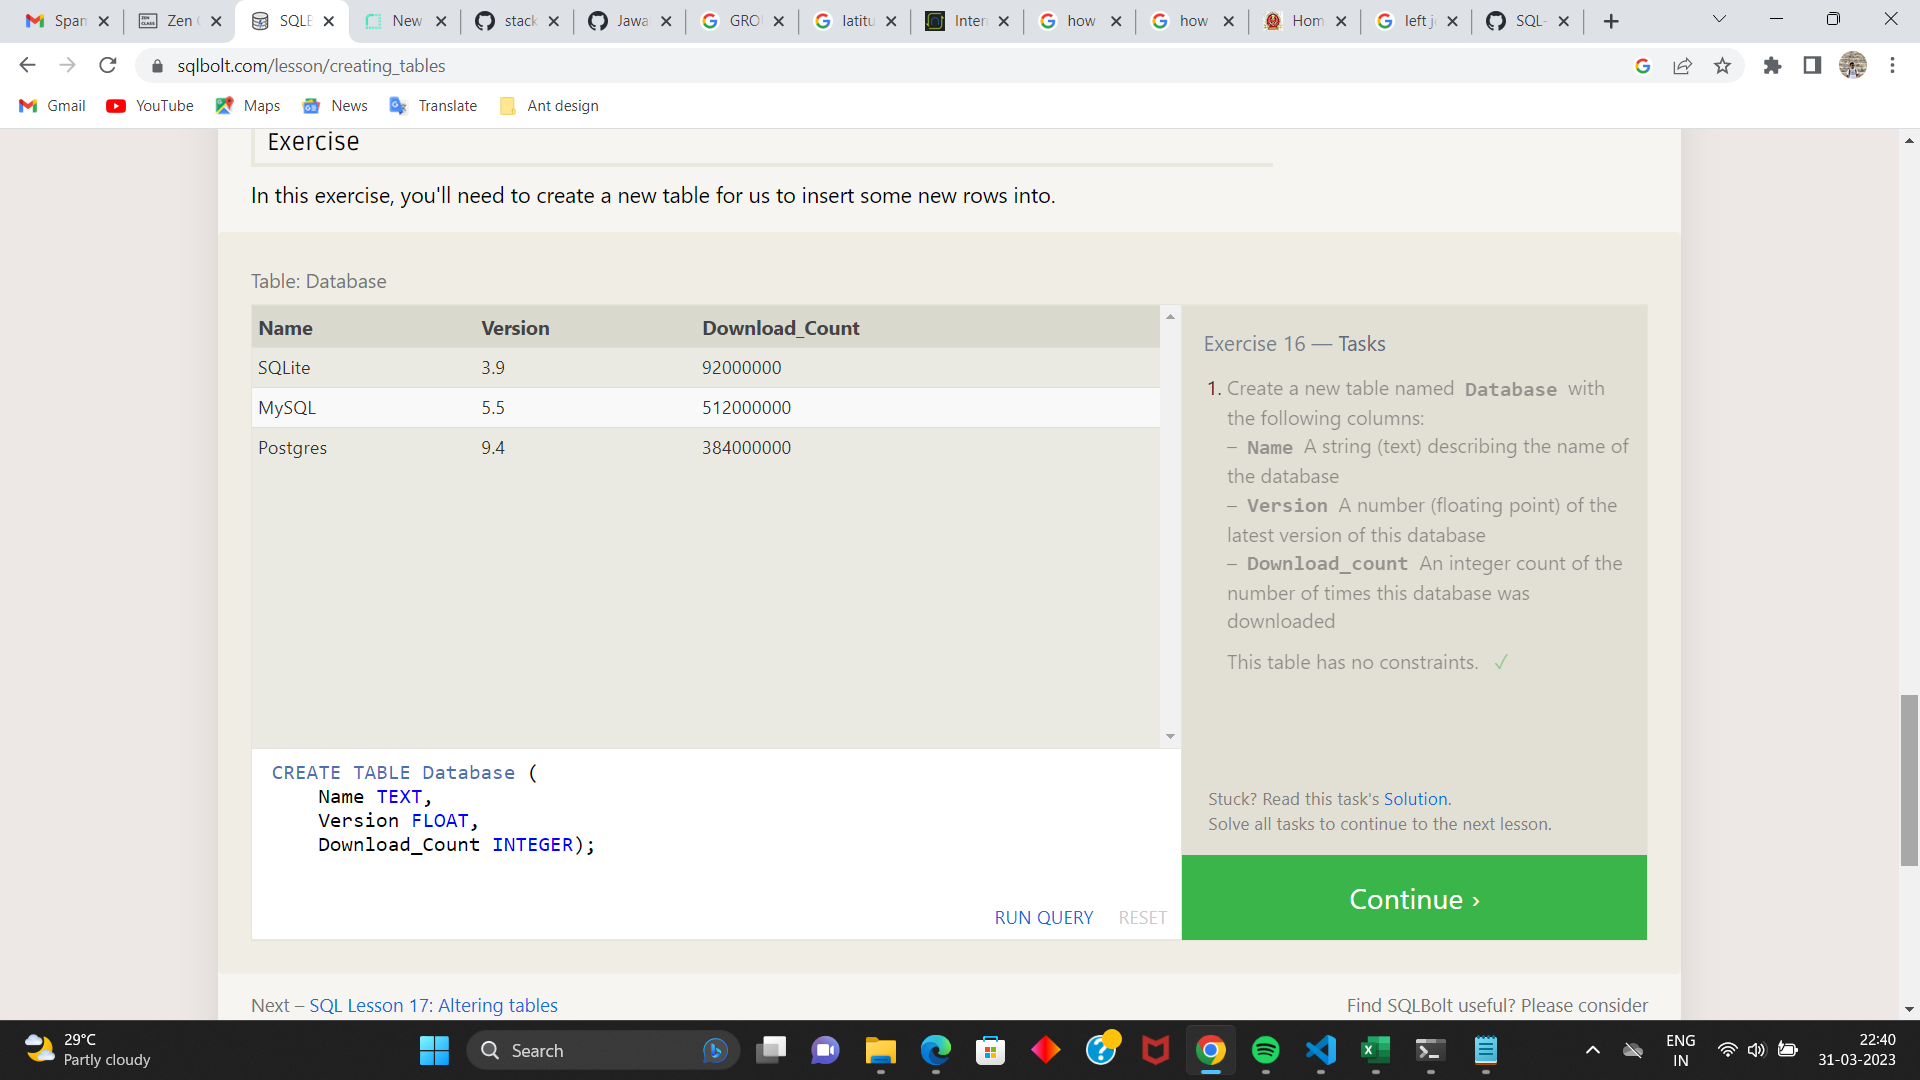 Span
Zen
SQLB
New
stack
Jawa
GRO
latitu
Inter
how
how
Hom
left j
SQL-
sqlbolt.com/lesson/creating_tables
Gmail YouTube Maps News Translate Ant design
Exercise
In this exercise, you'll need to create a new table for us to insert some new rows into.
Table: Database
Name Version Download_Count
SQLite 3.9 92000000
MySQL 5.5 512000000
Postgres 9.4 384000000
Exercise 16 — Tasks
1. Create a new table named Database with
the following columns:
– Name A string (text) describing the name of
the database
– Version A number (floating point) of the
latest version of this database
– Download_count An integer count of the
number of times this database was
downloaded
This table has no constraints. ✓
CREATE TABLE Database (
Name TEXT,
Version FLOAT,
Download_Count INTEGER);
RUN QUERY RESET
Stuck? Read this task's Solution.
Solve all tasks to continue to the next lesson.
Continue ›
Next – SQL Lesson 17: Altering tables
Find SQLBolt useful? Please consider
29°C
Partly cloudy
Search
ENG
IN
22:40
31-03-2023